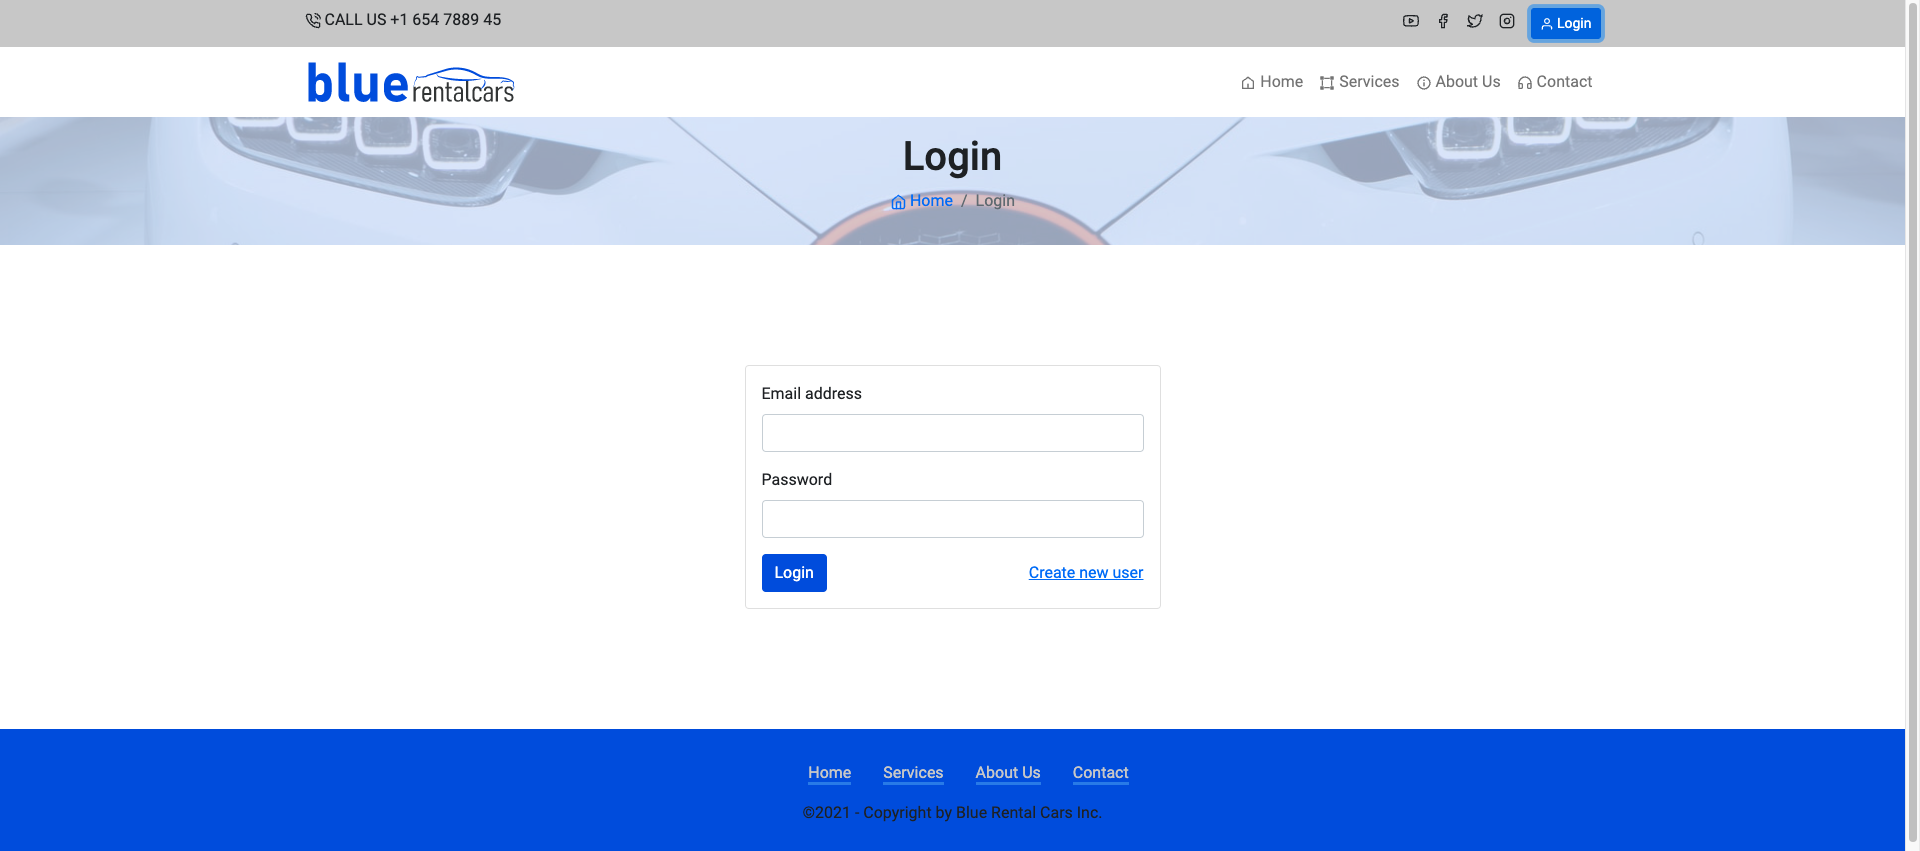 CALL US +1 654 7889 45
Login
blue rentalcars
Home Services About Us Contact
Login
Home / Login
Email address
Password
Login Create new user
Home Services About Us Contact
©2021 - Copyright by Blue Rental Cars Inc.